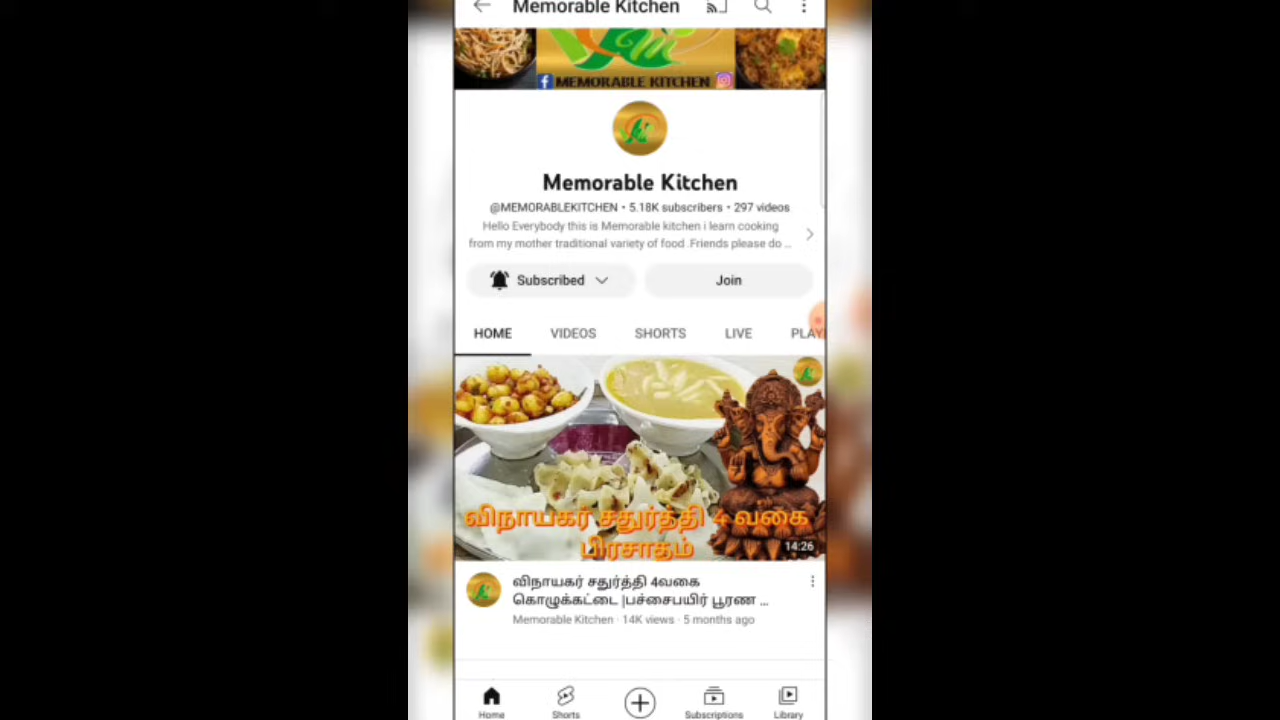 Memorable Kitchen
MEMORABLE KITCHEN
Memorable Kitchen
@MEMORABLEKITCHEN • 5.18K subscribers • 297 videos
Hello Everybody this is Memorable kitchen i learn cooking
from my mother traditional variety of food .Friends please do ...
Subscribed
Join
HOME VIDEOS SHORTS LIVE PLAY
விநாயகர் சதுர்த்தி 4 வகை
பிரசாதம்
14:26
விநாயகர் சதுர்த்தி 4வகை
கொழுக்கட்டை |பச்சைபயிர் பூரண ...
Memorable Kitchen · 14K views · 5 months ago
Home Shorts Subscriptions Library